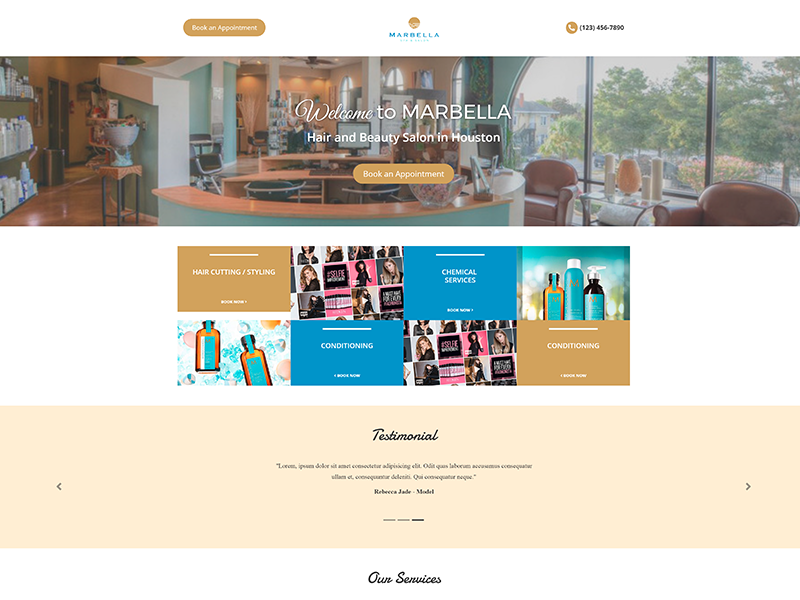 Book an Appointment
MARBELLA
(123) 456-7890
Welcome to MARBELLA
Hair and Beauty Salon in Houston
Book an Appointment
HAIR CUTTING / STYLING
BOOK NOW ›
#SELFIE
CHEMICAL
SERVICES
BOOK NOW ›
CONDITIONING
‹ BOOK NOW
#SELFIE
CONDITIONING
‹ BOOK NOW
Testimonial
"Lorem, ipsum dolor sit amet consectetur adipisicing elit. Odit quas laborum accusamus consequatur
ullam et, consequuntur deleniti. Qui consequatur neque."
Rebecca Jade - Model
Our Services